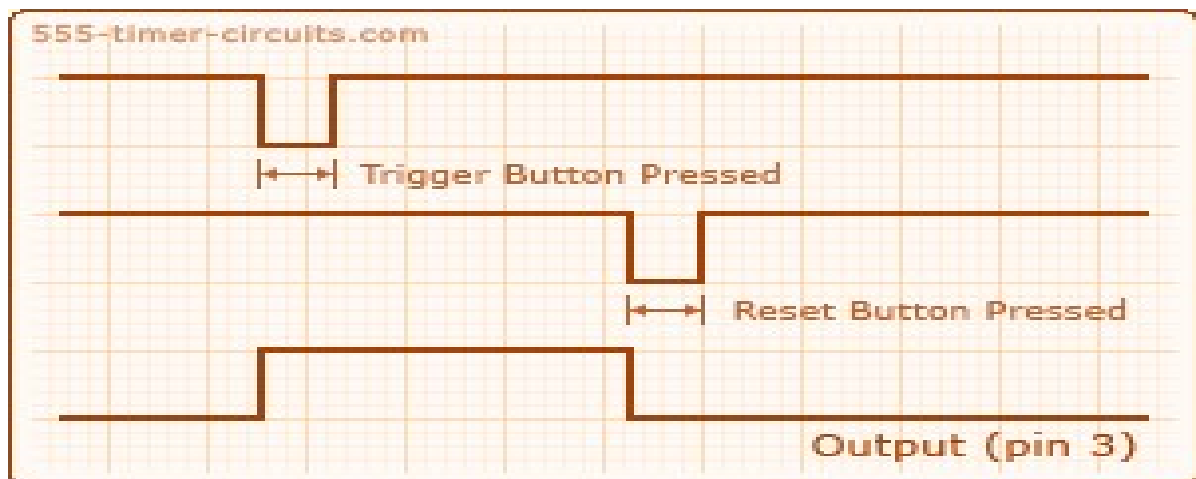 555-timer-circuits.com
Trigger Button Pressed
Reset Button Pressed
Output (pin 3)